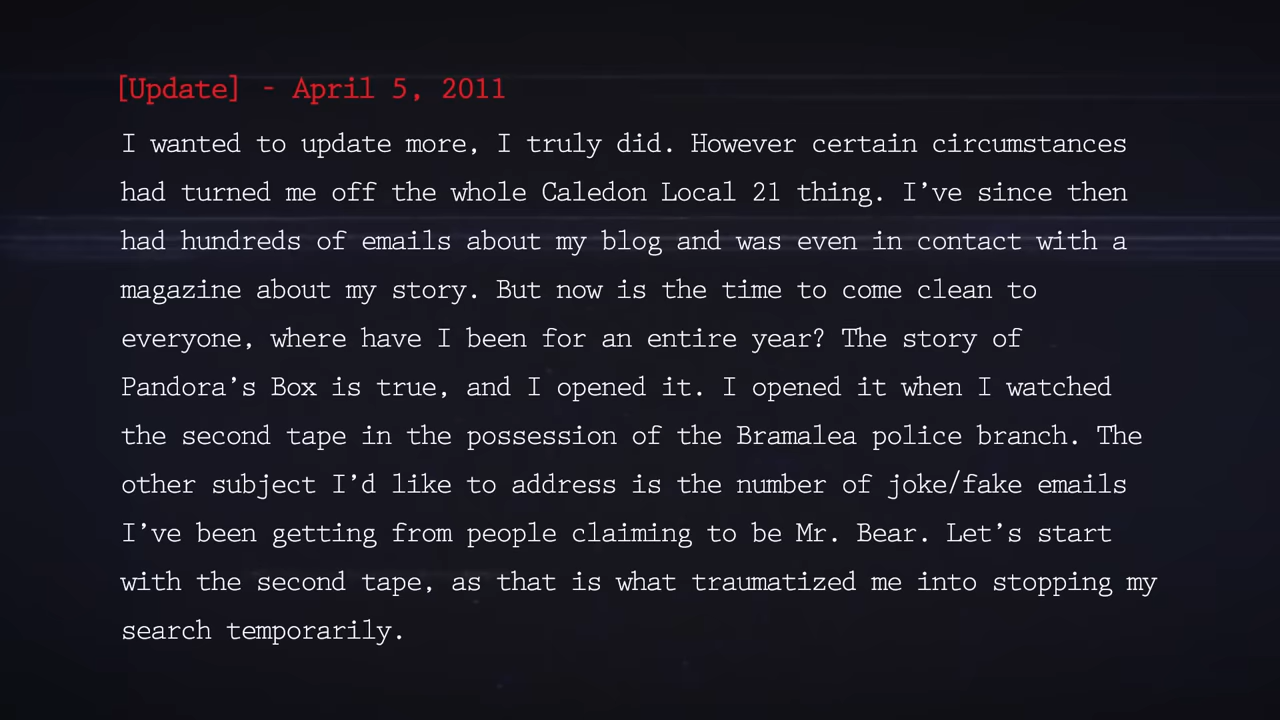 [Update] - April 5, 2011
I wanted to update more, I truly did. However certain circumstances
had turned me off the whole Caledon Local 21 thing. I've since then
had hundreds of emails about my blog and was even in contact with a
magazine about my story. But now is the time to come clean to
everyone, where have I been for an entire year? The story of
Pandora's Box is true, and I opened it. I opened it when I watched
the second tape in the possession of the Bramalea police branch. The
other subject I'd like to address is the number of joke/fake emails
I've been getting from people claiming to be Mr. Bear. Let's start
with the second tape, as that is what traumatized me into stopping my
search temporarily.